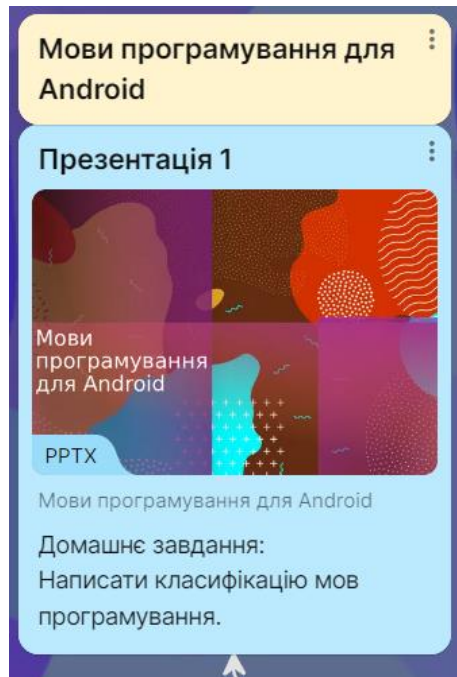 Мови програмування для
Android
Презентація 1
Мови
програмування
для Android
PPTX
Мови програмування для Android
Домашнє завдання:
Написати класифікацію мов
програмування.